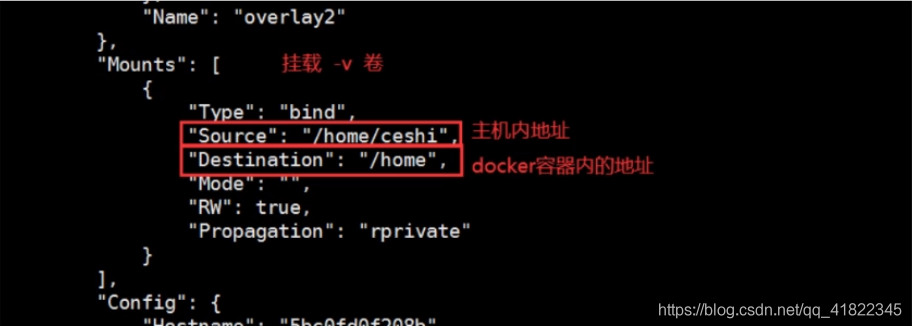 "Name": "overlay2"
},
"Mounts": [ 挂载 -v 卷
{
"Type": "bind",
"Source": "/home/ceshi", 主机内地址
"Destination": "/home", docker容器内的地址
"Mode": "",
"RW": true,
"Propagation": "rprivate"
}
],
"Config": {
https://blog.csdn.net/qq_41822345
"Hostname": "5bc0fd0f208b"